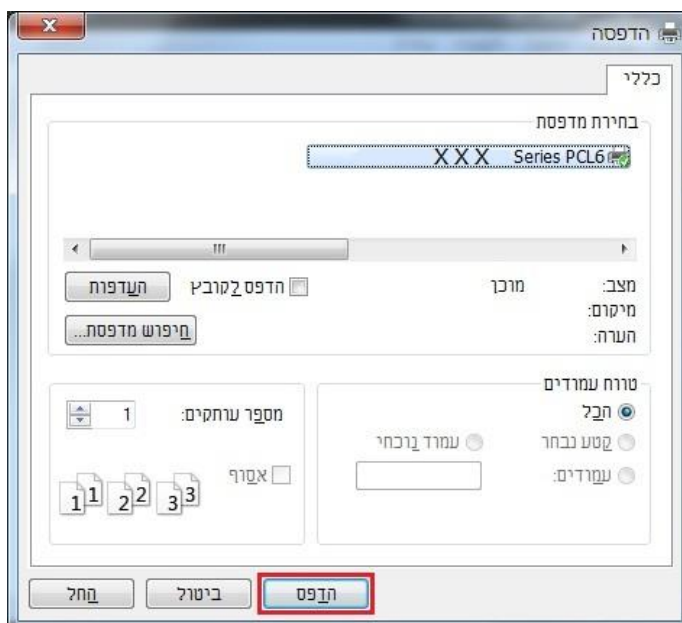 הדפסה
כללי
בחירת מדפסת
XXX Series PCL6
מצב: מוכן
הדפס לקובץ
העדפות
מיקום:
הערה:
חיפוש מדפסת...
טווח עמודים
הכל
קטע נבחר
עמוד נוכחי
עמודים:
מספר עותקים: 1
אסוף
1 1 2 2 3 3
הדפס
ביטול
החל